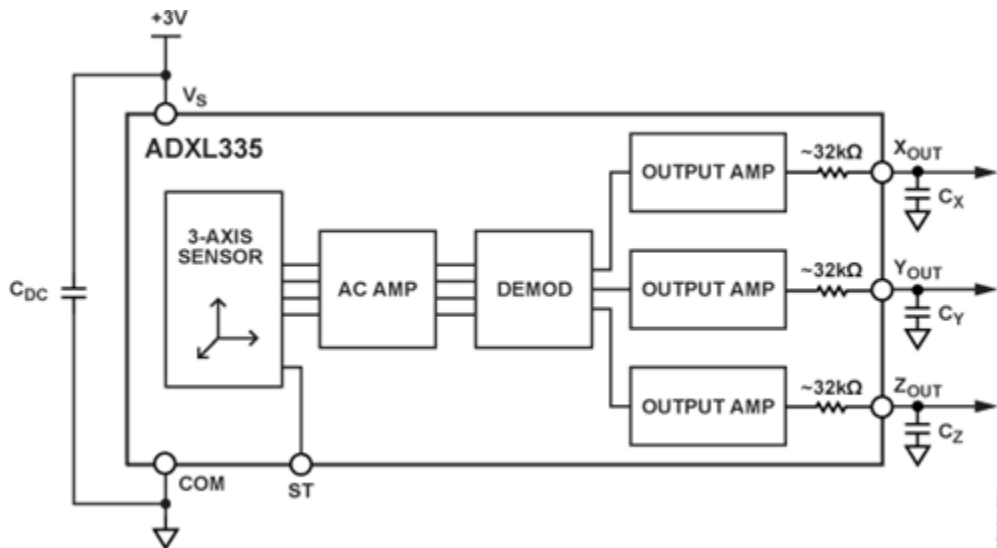 +3V
VS
ADXL335
3-AXIS
SENSOR
AC AMP
DEMOD
OUTPUT AMP
~32kΩ
XOUT
CX
OUTPUT AMP
~32kΩ
YOUT
CY
OUTPUT AMP
~32kΩ
ZOUT
CZ
CDC
COM
ST